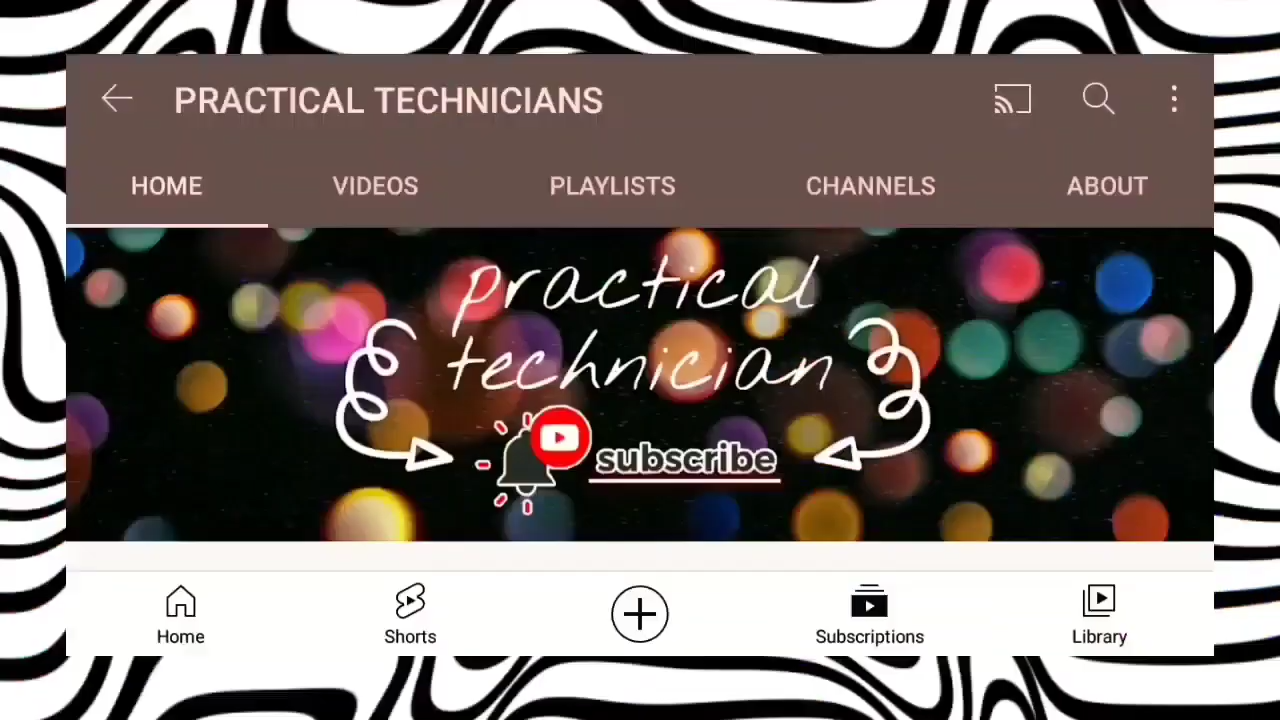 PRACTICAL TECHNICIANS
HOME VIDEOS PLAYLISTS CHANNELS ABOUT
practical
technician
subscribe
Home Shorts Subscriptions Library